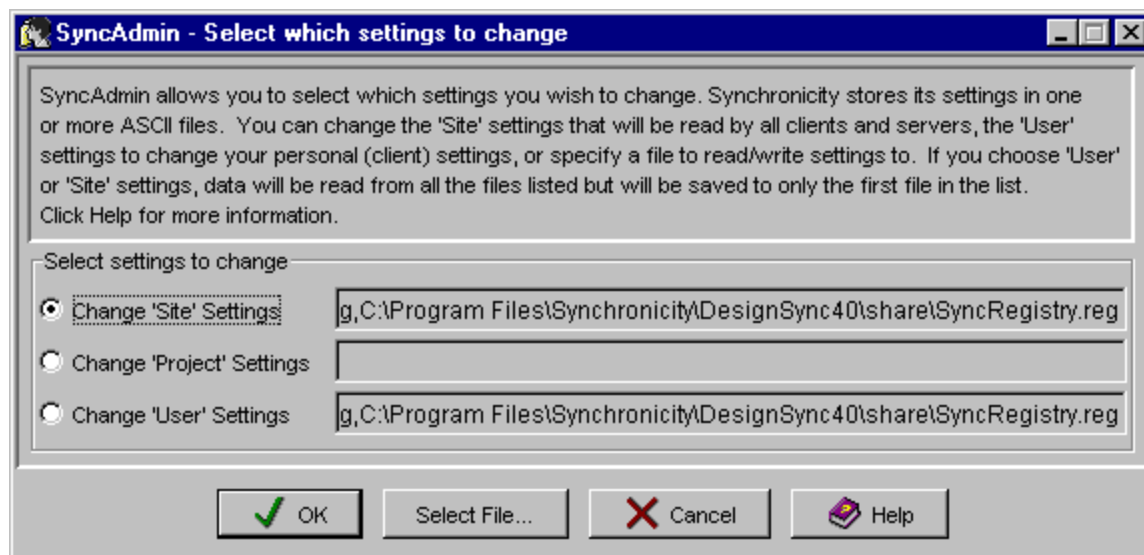 SyncAdmin - Select which settings to change
SyncAdmin allows you to select which settings you wish to change. Synchronicity stores its settings in one
or more ASCII files.  You can change the 'Site' settings that will be read by all clients and servers, the 'User'
settings to change your personal (client) settings, or specify a file to read/write settings to.  If you choose 'User'
or 'Site' settings, data will be read from all the files listed but will be saved to only the first file in the list.
Click Help for more information.
Select settings to change
Change 'Site' Settings g,C:\Program Files\Synchronicity\DesignSync40\share\SyncRegistry.reg
Change 'Project' Settings
Change 'User' Settings g,C:\Program Files\Synchronicity\DesignSync40\share\SyncRegistry.reg
OK Select File... Cancel Help